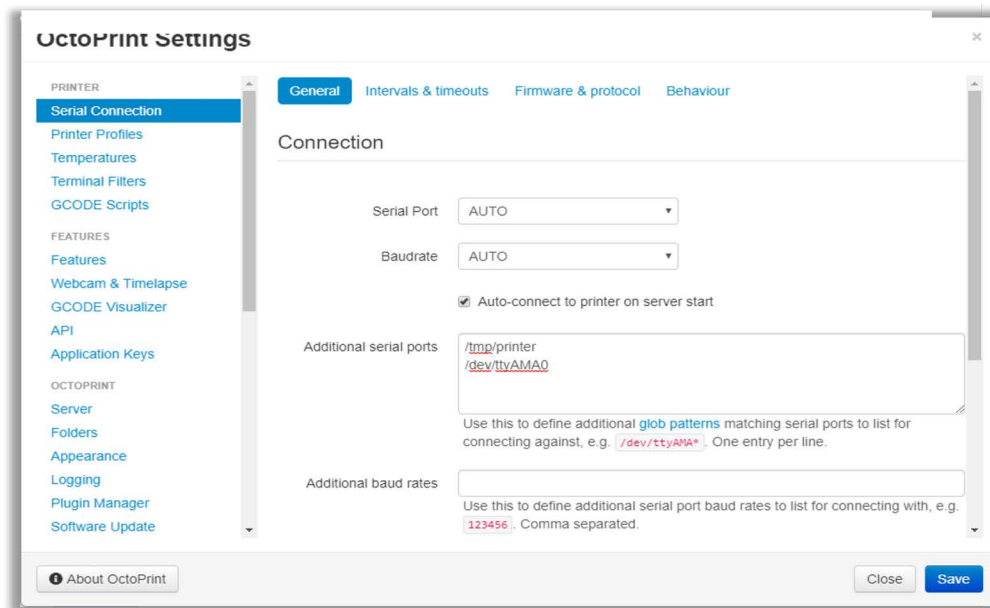 OctoPrint Settings
×
PRINTER
Serial Connection
Printer Profiles
Temperatures
Terminal Filters
GCODE Scripts
FEATURES
Features
Webcam & Timelapse
GCODE Visualizer
API
Application Keys
OCTOPRINT
Server
Folders
Appearance
Logging
Plugin Manager
Software Update
General Intervals & timeouts Firmware & protocol Behaviour
Connection
Serial Port AUTO
Baudrate AUTO
Auto-connect to printer on server start
Additional serial ports /tmp/printer
/dev/ttyAMA0
Use this to define additional glob patterns matching serial ports to list for
connecting against, e.g. /dev/ttyAMA* . One entry per line.
Additional baud rates
Use this to define additional serial port baud rates to list for connecting with, e.g.
123456 . Comma separated.
About OctoPrint
Close Save